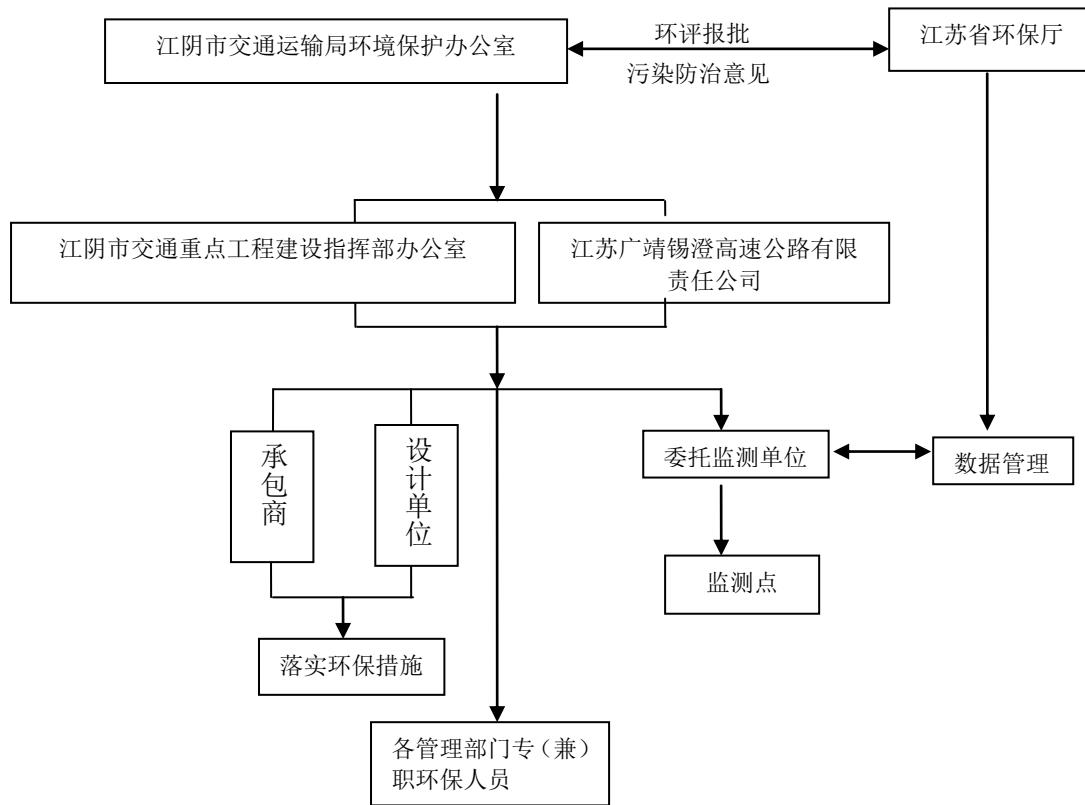 江阴市交通运输局环境保护办公室
环评报批
污染防治意见
江苏省环保厅
江阴市交通重点工程建设指挥部办公室
江苏广靖锡澄高速公路有限
责任公司
承包商
设计单位
委托监测单位
数据管理
监测点
落实环保措施
各管理部门专（兼）
职环保人员